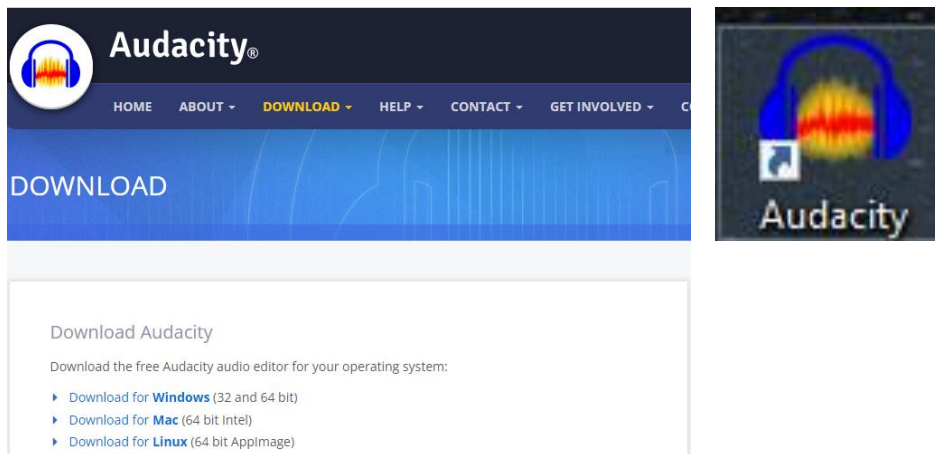 Audacity®
HOME ABOUT DOWNLOAD HELP CONTACT GET INVOLVED
DOWNLOAD
Download Audacity
Download the free Audacity audio editor for your operating system:
Download for Windows (32 and 64 bit)
Download for Mac (64 bit Intel)
Download for Linux (64 bit AppImage)
Audacity